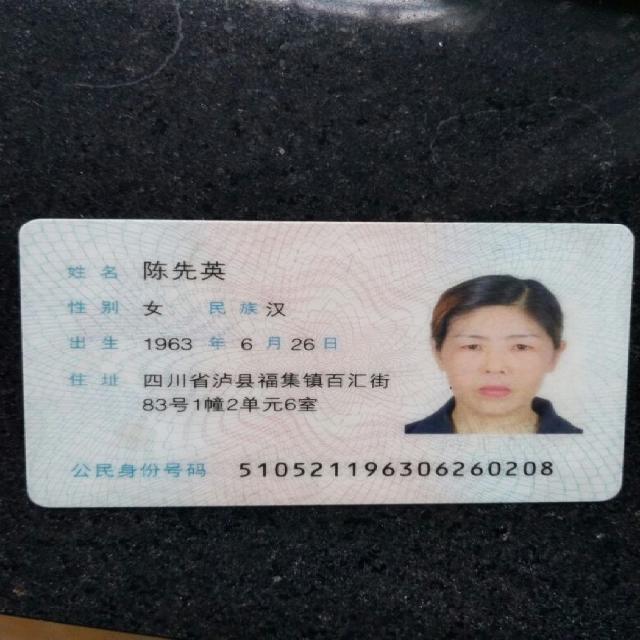 姓名 陈先英
性别 女 民族 汉
出生 1963 年 6 月 26 日
住址 四川省泸县福集镇百汇街
83号1幢2单元6室
公民身份号码 510521196306260208